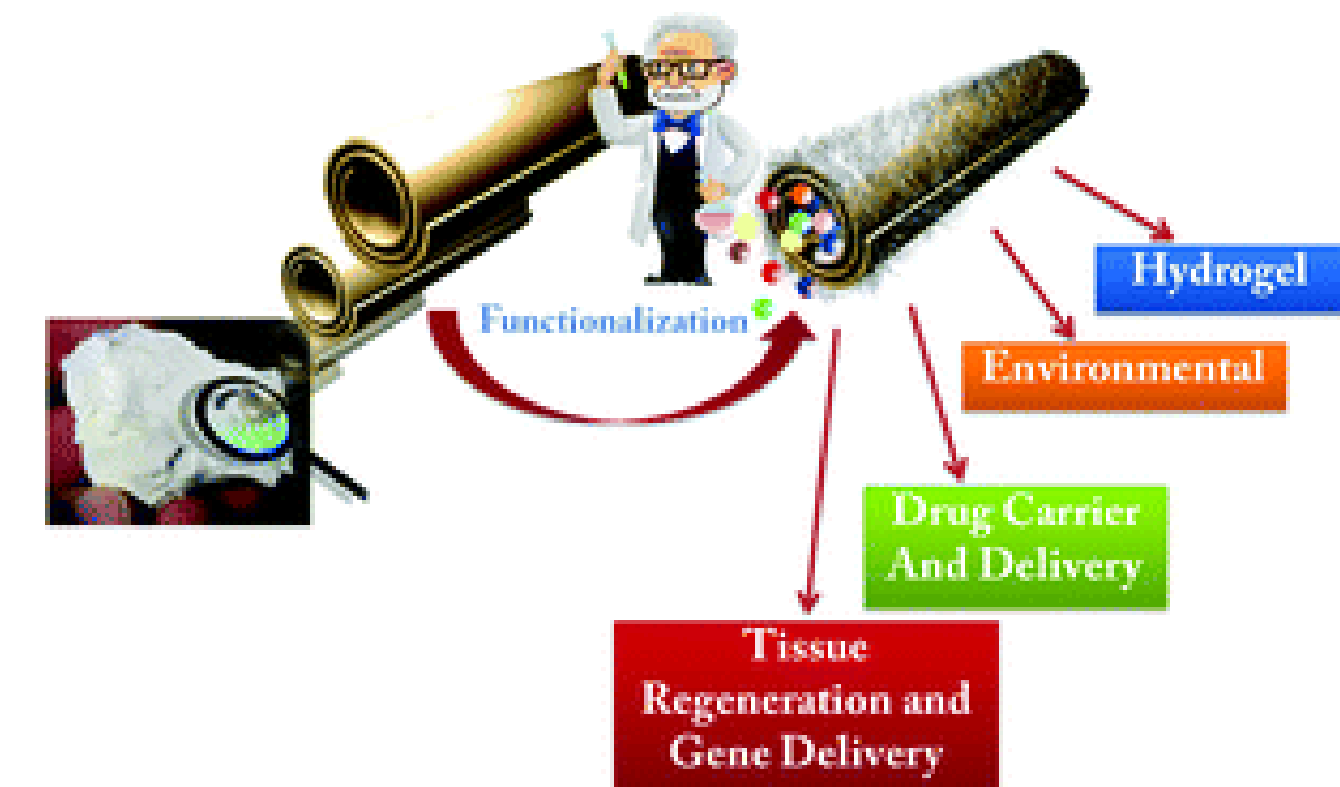 Functionalization
Hydrogel
Environmental
Drug Carrier
And Delivery
Tissue
Regeneration and
Gene Delivery